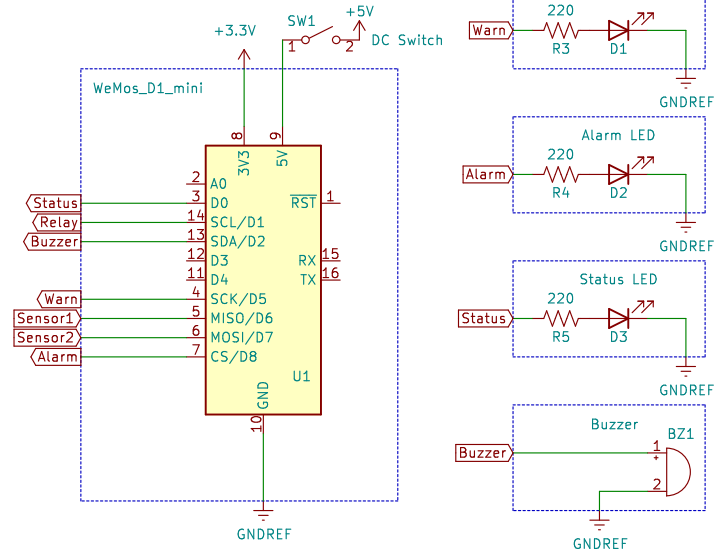 +5V
SW1
+3.3V
1
2
DC Switch
WeMos_D1_mini
8
9
3V3
5V
2
A0
Status
3
D0
RST
1
Relay
14
SCL/D1
Buzzer
13
SDA/D2
12
D3
RX
15
11
D4
TX
16
Warn
4
SCK/D5
Sensor1
5
MISO/D6
Sensor2
6
MOSI/D7
Alarm
7
CS/D8
U1
GND
10
GNDREF
220
Warn
R3
D1
GNDREF
Alarm LED
220
Alarm
R4
D2
GNDREF
Status LED
220
Status
R5
D3
GNDREF
Buzzer
BZ1
Buzzer
1
+
2
GNDREF